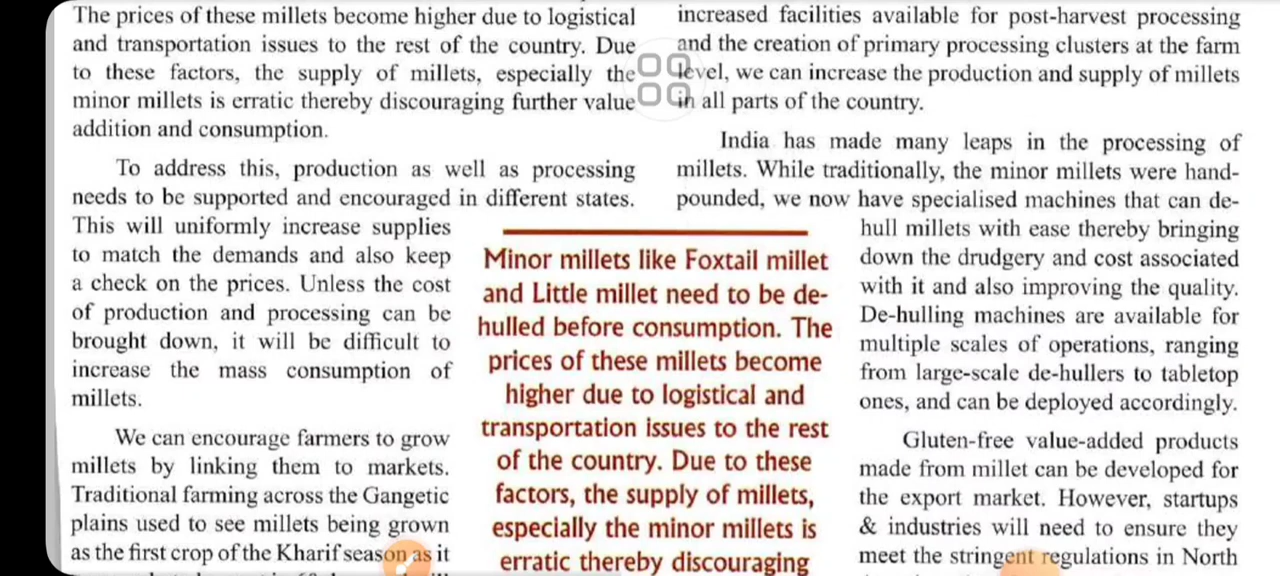 The prices of these millets become higher due to logistical
and transportation issues to the rest of the country. Due
to these factors, the supply of millets, especially the
minor millets is erratic thereby discouraging further value
addition and consumption.
To address this, production as well as processing
needs to be supported and encouraged in different states.
This will uniformly increase supplies
to match the demands and also keep
a check on the prices. Unless the cost
of production and processing can be
brought down, it will be difficult to
increase the mass consumption of
millets.
We can encourage farmers to grow
millets by linking them to markets.
Traditional farming across the Gangetic
plains used to see millets being grown
as the first crop of the Kharif season as it
Minor millets like Foxtail millet
and Little millet need to be de-
hulled before consumption. The
prices of these millets become
higher due to logistical and
transportation issues to the rest
of the country. Due to these
factors, the supply of millets,
especially the minor millets is
erratic thereby discouraging
increased facilities available for post-harvest processing
and the creation of primary processing clusters at the farm
level, we can increase the production and supply of millets
in all parts of the country.
India has made many leaps in the processing of
millets. While traditionally, the minor millets were hand-
pounded, we now have specialised machines that can de-
hull millets with ease thereby bringing
down the drudgery and cost associated
with it and also improving the quality.
De-hulling machines are available for
multiple scales of operations, ranging
from large-scale de-hullers to tabletop
ones, and can be deployed accordingly.
Gluten-free value-added products
made from millet can be developed for
the export market. However, startups
& industries will need to ensure they
meet the stringent regulations in North